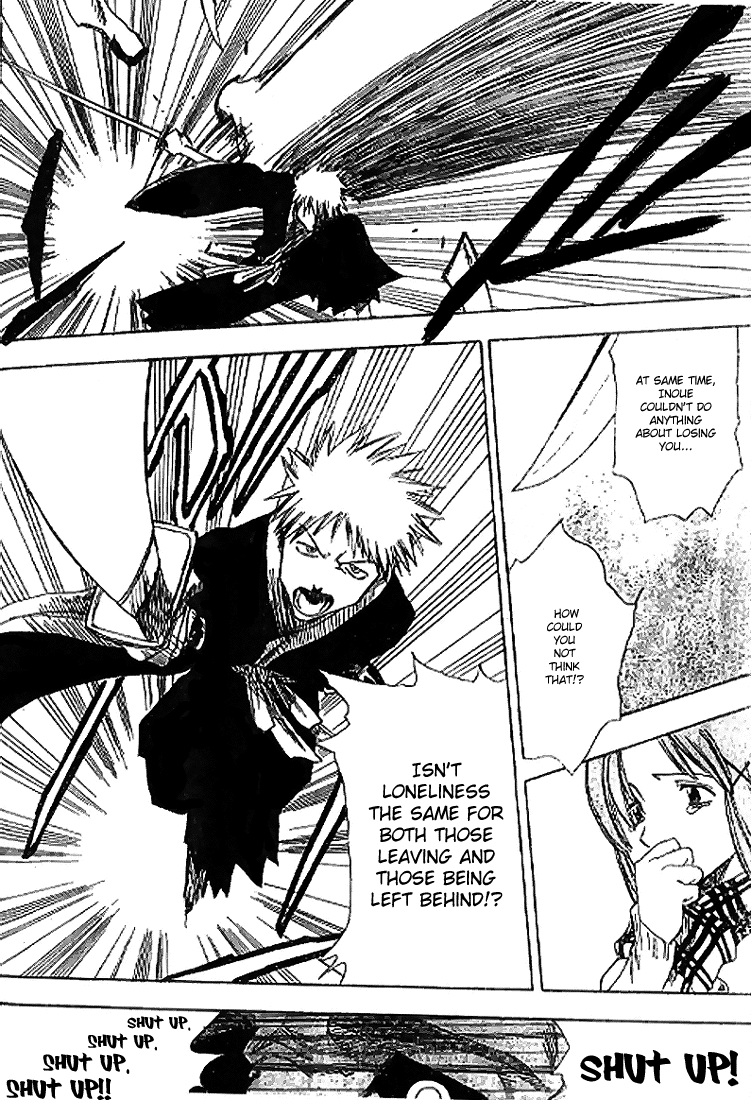 AT SAME TIME,
INOUE
COULDN'T DO
ANYTHING
ABOUT LOSING
YOU...
HOW
COULD
YOU
NOT
THINK
THAT!?
ISN'T
LONELINESS
THE SAME FOR
BOTH THOSE
LEAVING AND
THOSE BEING
LEFT BEHIND!?
SHUT UP!
SHUT UP,
SHUT UP,
SHUT UP,
SHUT UP!!